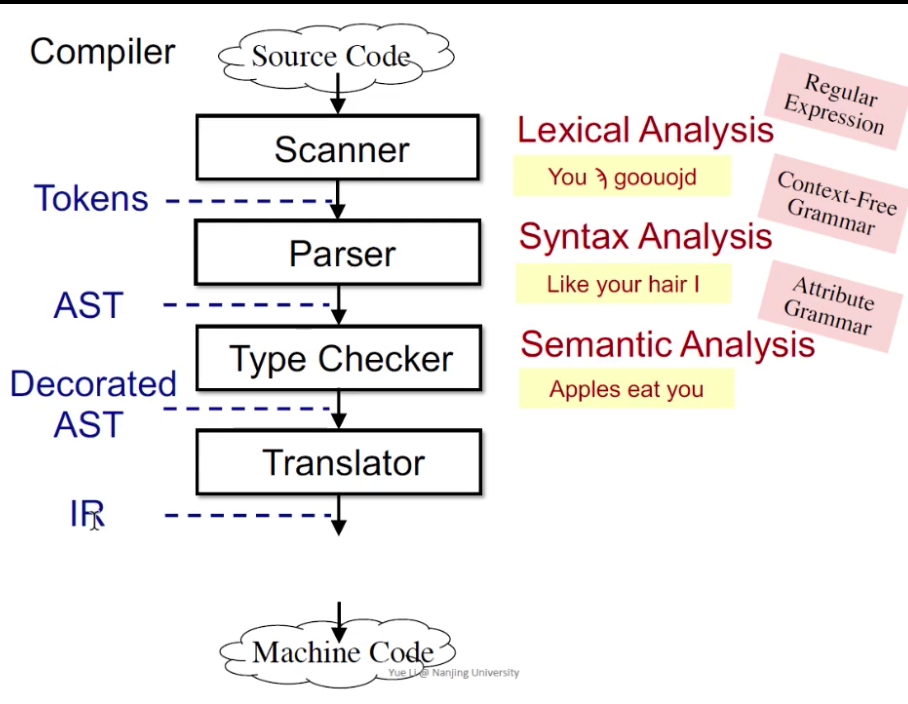 Compiler
Source Code
Regular
Expression
Scanner
Lexical Analysis
You goouojd
Tokens
Context-Free
Grammar
Parser
Syntax Analysis
Like your hair I
AST
Attribute
Grammar
Type Checker
Semantic Analysis
Apples eat you
Decorated
AST
Translator
IR
Machine Code
Yue Li @ Nanjing University